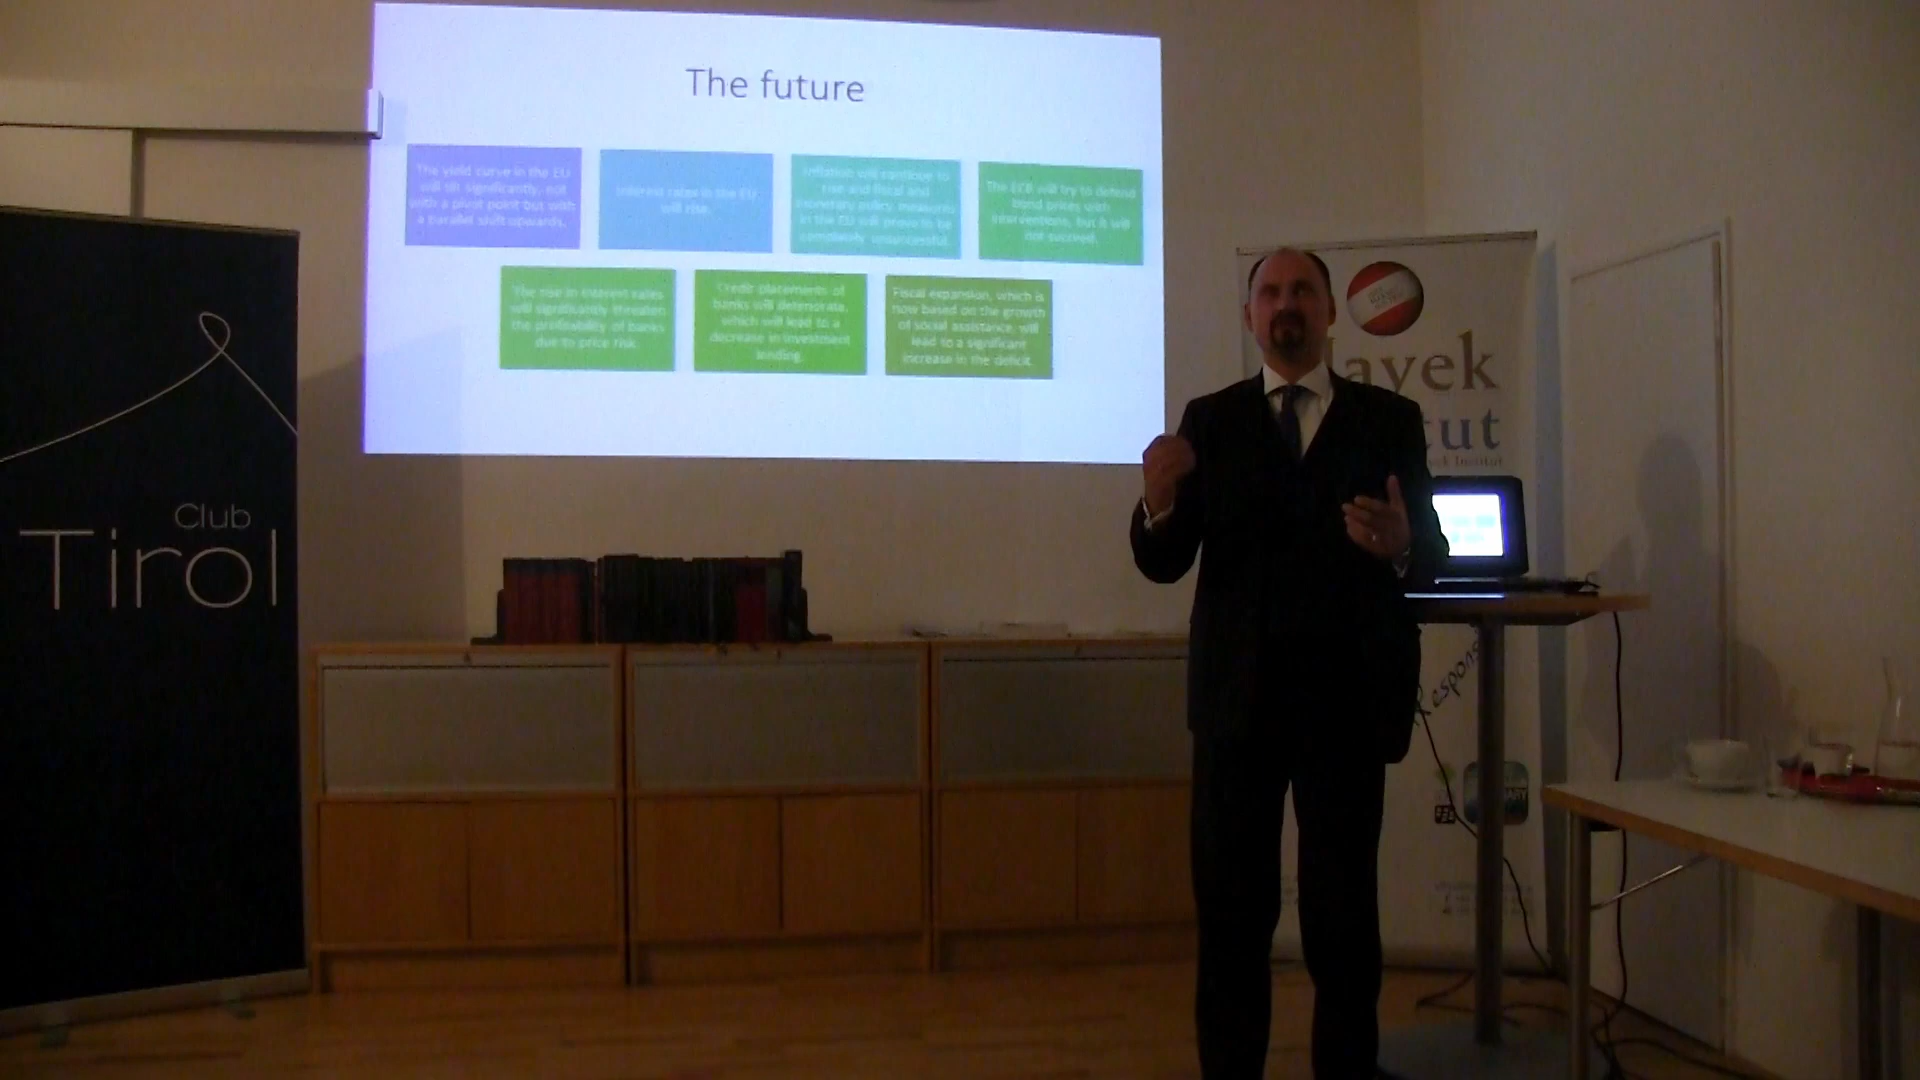 The future
The yield curve in the EU
will tilt significantly, not
with a pivot point but with
a parallel shift upwards.
Interest rates in the EU
will rise.
Inflation will continue to
rise and fiscal and
monetary policy measures
in the EU will prove to be
completely unsuccessful.
The ECB will try to defend
bond prices with
interventions, but it will
not succeed.
The rise in interest rates
will significantly threaten
the profitability of banks
due to price risk.
Credit placements of
banks will deteriorate,
which will lead to a
decrease in investment
lending.
Fiscal expansion, which is
now based on the growth
of social assistance, will
lead to a significant
increase in the deficit.
Club
Tirol
ayek
tut
Institut
Respons